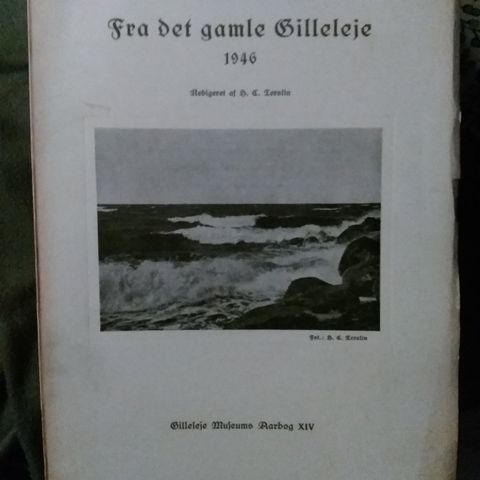 Fra det gamle Gilleleje
1946
Redigeret af H. C. Terslin
Fot.: H. C. Terslin
Gilleleje Museums Aarbog XIV